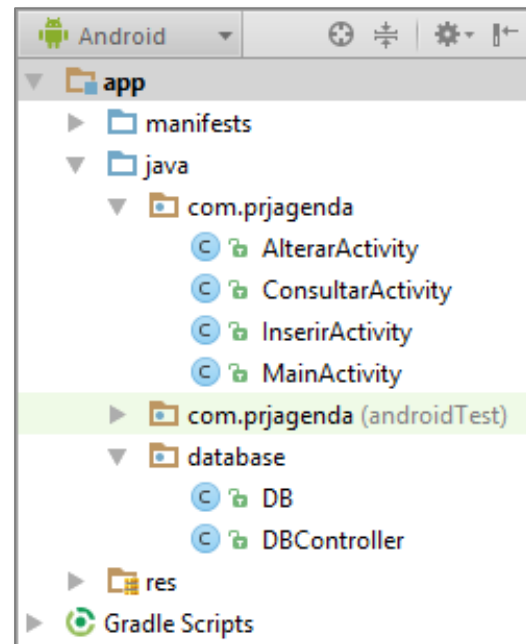 Android
app
manifests
java
com.prjagenda
C AlterarActivity
C ConsultarActivity
C InserirActivity
C MainActivity
com.prjagenda (androidTest)
database
C DB
C DBController
res
Gradle Scripts